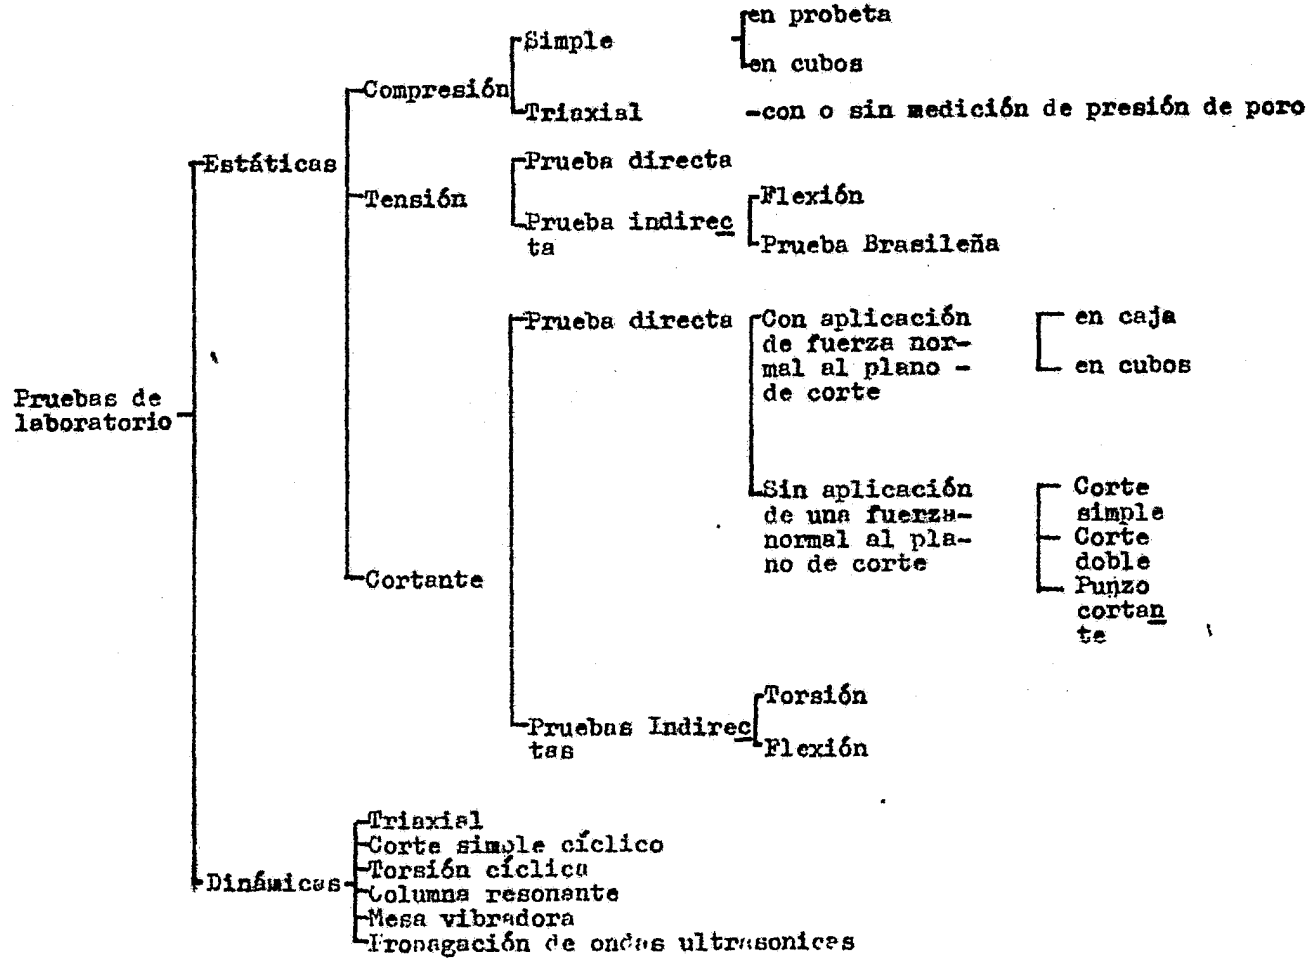 en probeta
Simple
en cubos
Compresión
Triaxial
-con o sin medición de presión de poro
Estáticas
Prueba directa
Tensión
Flexión
Prueba indirec
ta
Prueba Brasileña
Prueba directa
Con aplicación
de fuerza nor-
mal al plano -
de corte
en caja
en cubos
Pruebas de
laboratorio
Sin aplicación
de una fuerza-
normal al pla-
no de corte
Corte
simple
Corte
doble
Punzo
cortan
te
Cortante
Torsión
Pruebas Indirec
tas
Flexión
Dinámicas
Triaxial
Corte simple cíclico
Torsión cíclica
Columna resonante
Mesa vibradora
Propagación de ondas ultrasonicas